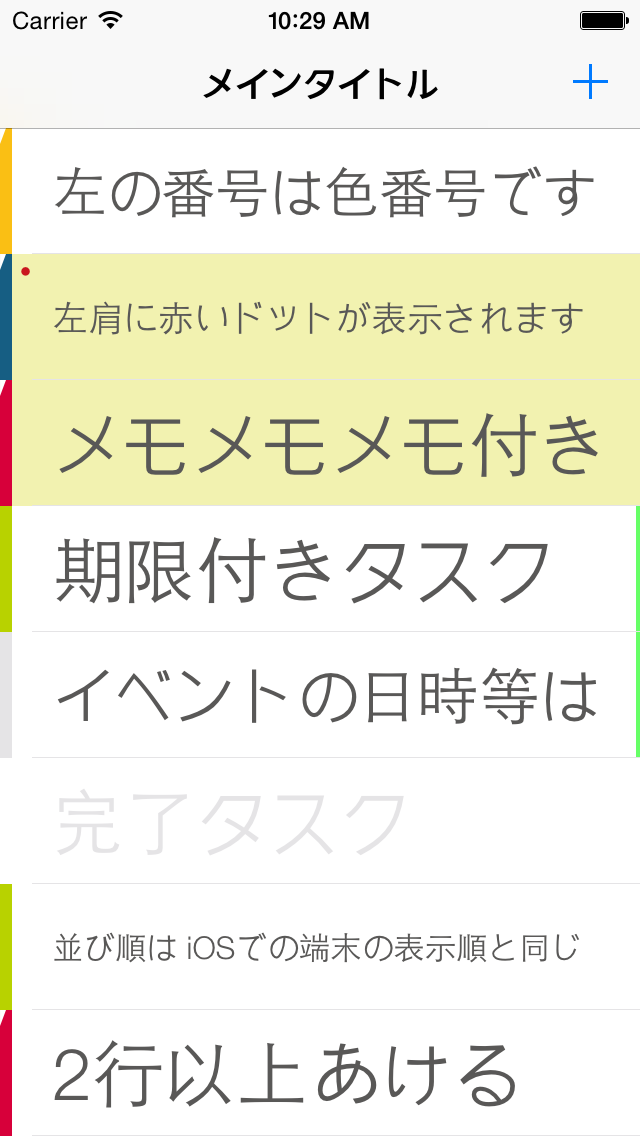 Carrier 10:29 AM
メインタイトル
左の番号は色番号です
左肩に赤いドットが表示されます
メモメモメモ付き
期限付きタスク
イベントの日時等は
完了タスク
並び順は iOSでの端末の表示順と同じ
2行以上あける